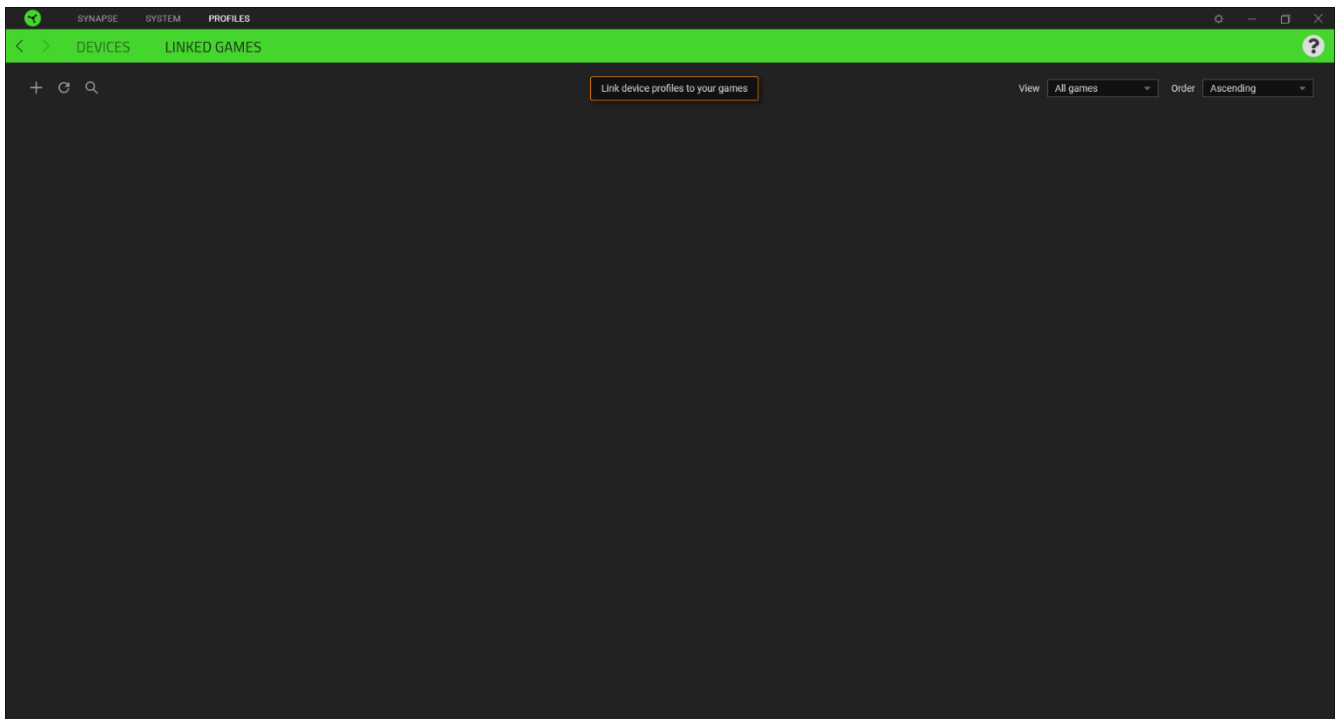 SYNAPSE SYSTEM PROFILES
DEVICES LINKED GAMES ?
Link device profiles to your games View All games Order Ascending